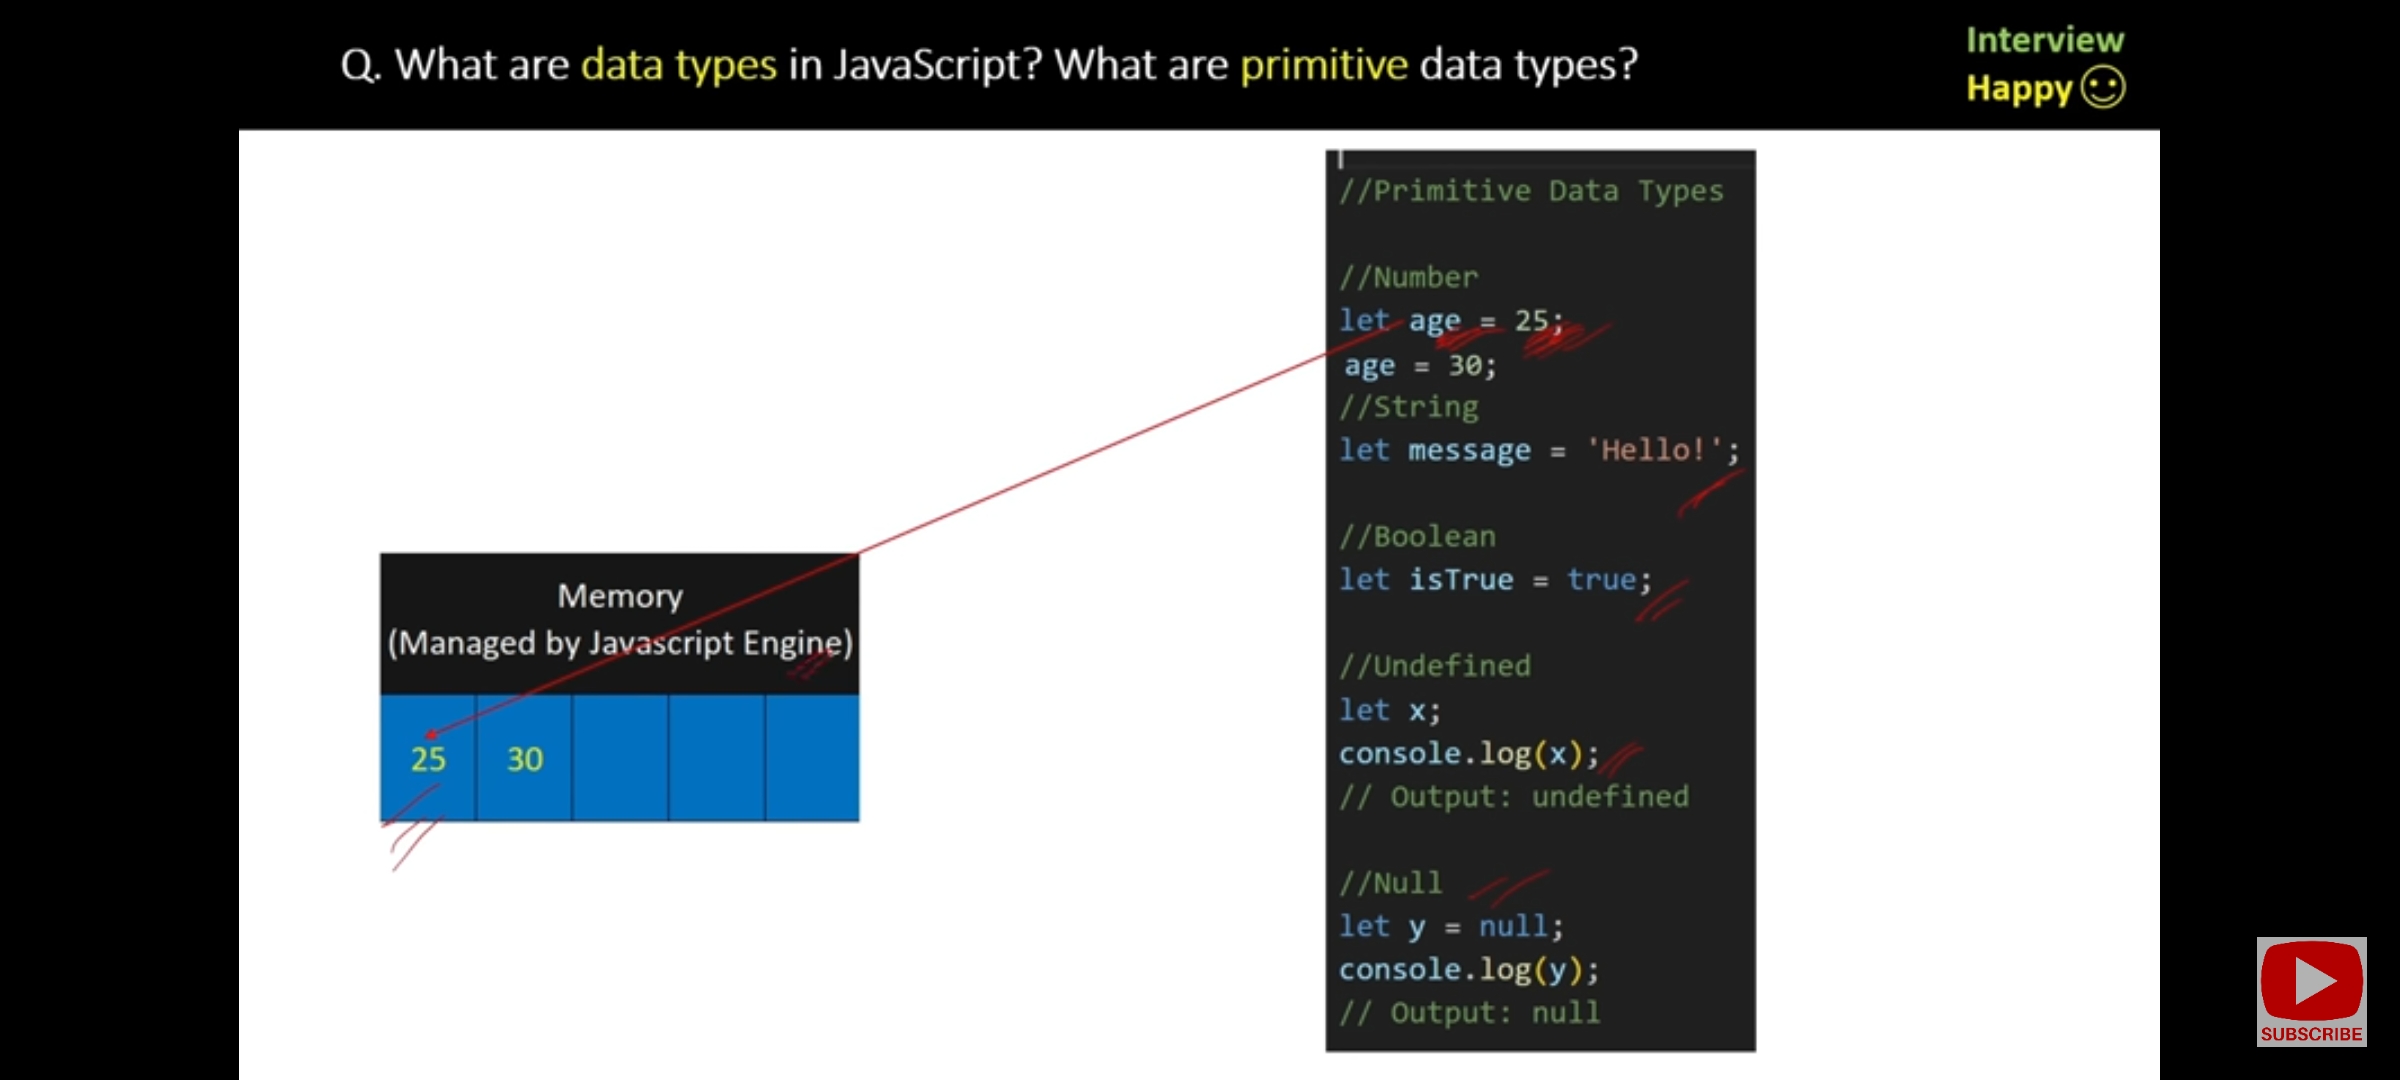 Q. What are data types in JavaScript? What are primitive data types?
Interview
Happy
//Primitive Data Types
//Number
let age = 25;
age = 30;
//String
let message = 'Hello!';
//Boolean
let isTrue = true;
//Undefined
let x;
console.log(x);
// Output: undefined
//Null
let y = null;
console.log(y);
// Output: null
Memory
(Managed by Javascript Engine)
25 30
SUBSCRIBE